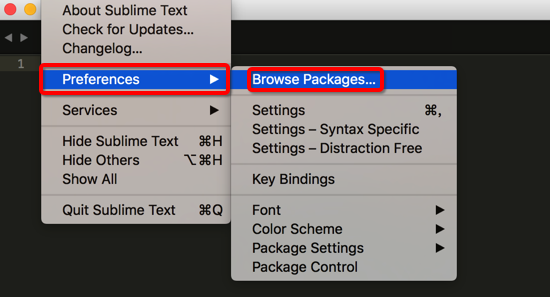 About Sublime Text
Check for Updates...
Changelog...
1
Preferences ▶
Browse Packages...
Services ▶
Settings ⌘,
Settings – Syntax Specific
Hide Sublime Text ⌘H
Settings – Distraction Free
Hide Others ⌥⌘H
Show All
Key Bindings
Quit Sublime Text ⌘Q
Font ▶
Color Scheme ▶
Package Settings ▶
Package Control